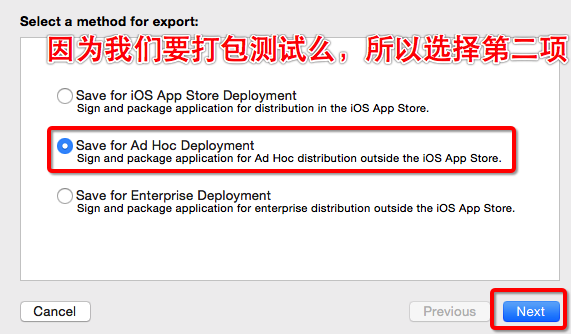 Select a method for export:
因为我们要打包测试么，所以选择第二项
Save for iOS App Store Deployment
Sign and package application for distribution in the iOS App Store.
Save for Ad Hoc Deployment
Sign and package application for Ad Hoc distribution outside the iOS App Store.
Save for Enterprise Deployment
Sign and package application for enterprise distribution outside the iOS App Store.
Cancel Previous Next